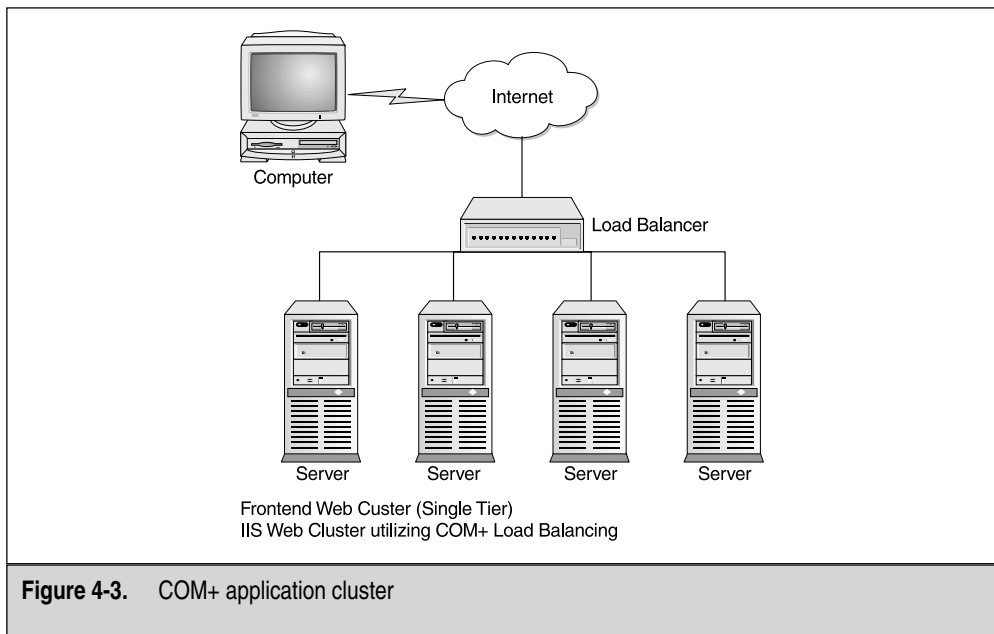 Internet
Computer
Load Balancer
Server Server Server Server
Frontend Web Custer (Single Tier)
IIS Web Cluster utilizing COM+ Load Balancing
Figure 4-3. COM+ application cluster